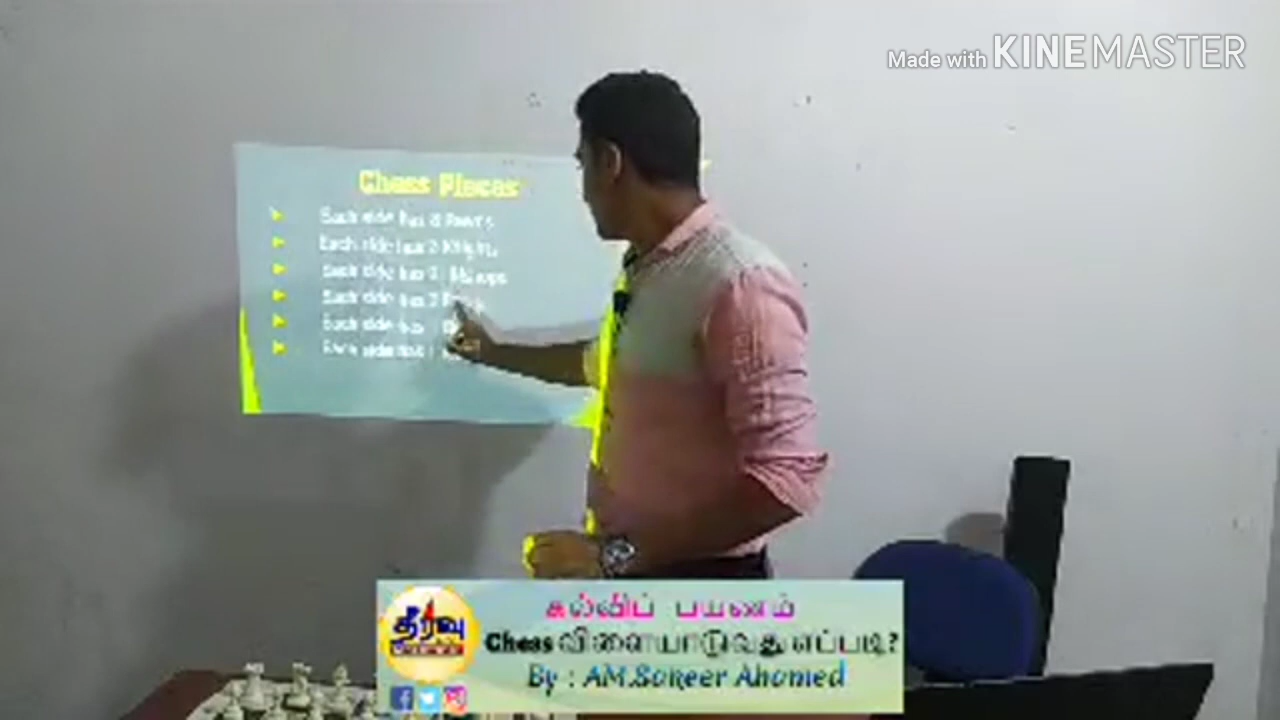 Made with KINEMASTER
Chess Pieces
Each side has 8 Pawns
Each side has 2 Knights
Each side has 2 Bishops
Each side has 2
Each side has
Each side has 1
தீர்வு
கல்விப் பயணம்
Chess விளையாடுவது எப்படி?
By : AM.Saneer Ahamed